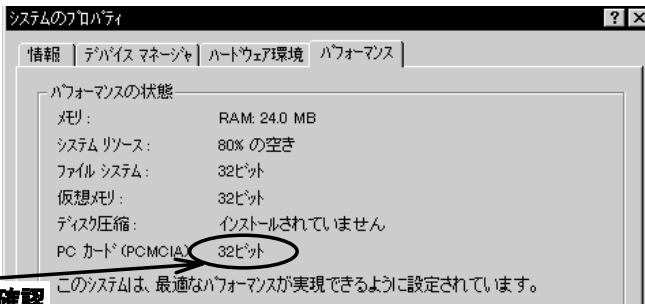 システムのプロパティ
情報 デバイス マネージャ ハードウェア環境 パフォーマンス
パフォーマンスの状態
メモリ: RAM: 24.0 MB
システム リソース: 80% の空き
ファイル システム: 32ビット
仮想メモリ: 32ビット
ディスク圧縮: インストールされていません
PC カード (PCMCIA) 32ビット
確認
このシステムは、最適なパフォーマンスが実現できるように設定されています。